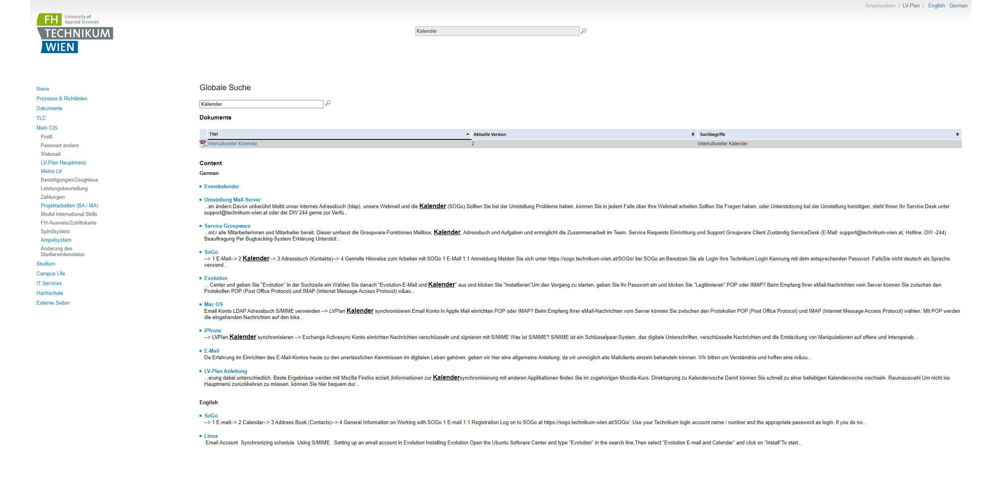 Ampelsystem | LV-Plan | English German
FH University of
Applied Sciences
TECHNIKUM
WIEN
Kalender
News
Prozesse & Richtlinien
Dokumente
TLC
Mein CIS
Profil
Passwort ändern
Webmail
LV-Plan Hauptmenü
Meine LV
Bestätigungen/Zeugnisse
Leistungsbeurteilung
Zahlungen
Projektarbeiten (BA / MA)
Modul International Skills
FH-Ausweis/Zutrittskarte
Spindsystem
Ampelsystem
Änderung des
Studierendenstatus
Studium
Campus Life
IT Services
Hochschule
Externe Seiten
Globale Suche
Kalender
Dokumente
Titel Aktuelle Version Suchbegriffe
PDF Interkultureller Kalender 2 Interkultureller Kalender
Content
German
Eventkalender
Umstellung Mail-Server
...en ändern.Davon unberührt bleibt unser internes Adressbuch (ldap), unsere Webmail und die Kalender (SOGo).Sollten Sie bei der Umstellung Probleme haben, können Sie in jedem Falle über Ihre Webmail arbeiten.Sollten Sie Fragen haben, oder Unterstützung bei der Umstellung benötigen, steht Ihnen Ihr Service Desk unter
support@technikum-wien.at oder der DW 244 gerne zur Verfü...
Service Groupware
...ml;r alle Mitarbeiterinnen und Mitarbeiter bereit. Dieser umfasst die Groupware-Funktionen Mailbox, Kalender, Adressbuch und Aufgaben und ermöglicht die Zusammenarbeit im Team. Service Requests Einrichtung und Support Groupware Client Zuständig ServiceDesk (E-Mail: support@technikum-wien.at, Hotline: DW -244)
Beauftragung Per Bugtracking-System Erklärung Unterstüt...
SoGo
--> 1 E-Mail--> 2 Kalender--> 3 Adressbuch (Kontakte)--> 4 Genrelle Hinweise zum Arbeiten mit SOGo 1 E-Mail 1.1 Anmeldung Melden Sie sich unter https://sogo.technikum-wien.at/SOGo/ bei SOGo an:Benutzen Sie als Login Ihre Technikum Login Kennung mit dem entsprechenden Passwort. FallsSie nicht deutsch als Sprache
verwend...
Evolution
... Center und geben Sie "Evolution" in der Suchzeile ein.Wählen Sie danach "Evolution-E-Mail und Kalender" aus und klicken Sie "Installieren"Um den Vorgang zu starten, geben Sie ihr Passwort ein und klicken Sie "Legitimieren" POP oder IMAP? Beim Empfang Ihrer eMail-Nachrichten vom Server können Sie zwischen den
Protokollen POP (Post Office Protocol) und IMAP (Internet Message Access Protocol) w&au...
Mac OS
Email Konto LDAP Adressbuch S/MIME verwenden --> LVPlan Kalender synchronisieren Email Konto in Apple Mail einrichten POP oder IMAP? Beim Empfang Ihrer eMail-Nachrichten vom Server können Sie zwischen den Protokollen POP (Post Office Protocol) und IMAP (Internet Message Access Protocol) wählen. Mit POP werden
die eingehenden Nachrichten auf den loka...
iPhone
--> LVPlan Kalender synchronisieren --> Exchange Activesync Konto einrichten Nachrichten verschlüsseln und signieren mit S/MIME Was ist S/MIME? S/MIME ist ein Schlüsselpaar-System, das digitale Unterschriften, verschlüsselte Nachrichten und die Entdeckung von Manipulationen auf offene und interoperab...
E-Mail
Da Erfahrung im Einrichten des E-Mail-Kontos heute zu den unerlässlichen Kenntnissen im digitalen Leben gehören, geben wir hier eine allgemeine Anleitung, da wir unmöglich alle Mailclients einzeln behandeln können. Wir bitten um Verständnis und hoffen eine m&ou...
LV-Plan Anleitung
...erung dabei unterschiedlich. Beste Ergebnisse werden mit Mozilla Firefox erzielt.)Informationen zur Kalendersynchronisierung mit anderen Applikationen finden Sie im zugehörigen Moodle-Kurs. Direktsprung zu Kalenderwoche Damit können Sie schnell zu einer beliebigen Kalenderwoche wechseln. Raumauswahl Um nicht ins
Hauptmenü zurückkehren zu müssen, können Sie hier bequem dur...
English
SoGo
--> 1 E-mail--> 2 Calendar--> 3 Address Book (Contacts)--> 4 General Information on Working with SOGo 1 E-mail 1.1 Registration Log on to SOGo at https://sogo.technikum-wien.at/SOGo/ :Use your Technikum login account name / number and the appropriate password as login. If you do no...
Linux
Email Account Synchronizing schedule Using S/MIME Setting up an email account in Evolution Installing Evolution Open the Ubuntu Software Center and type "Evolution" in the search line.Then select "Evolution E-mail and Calendar" and click on "Install"To start...